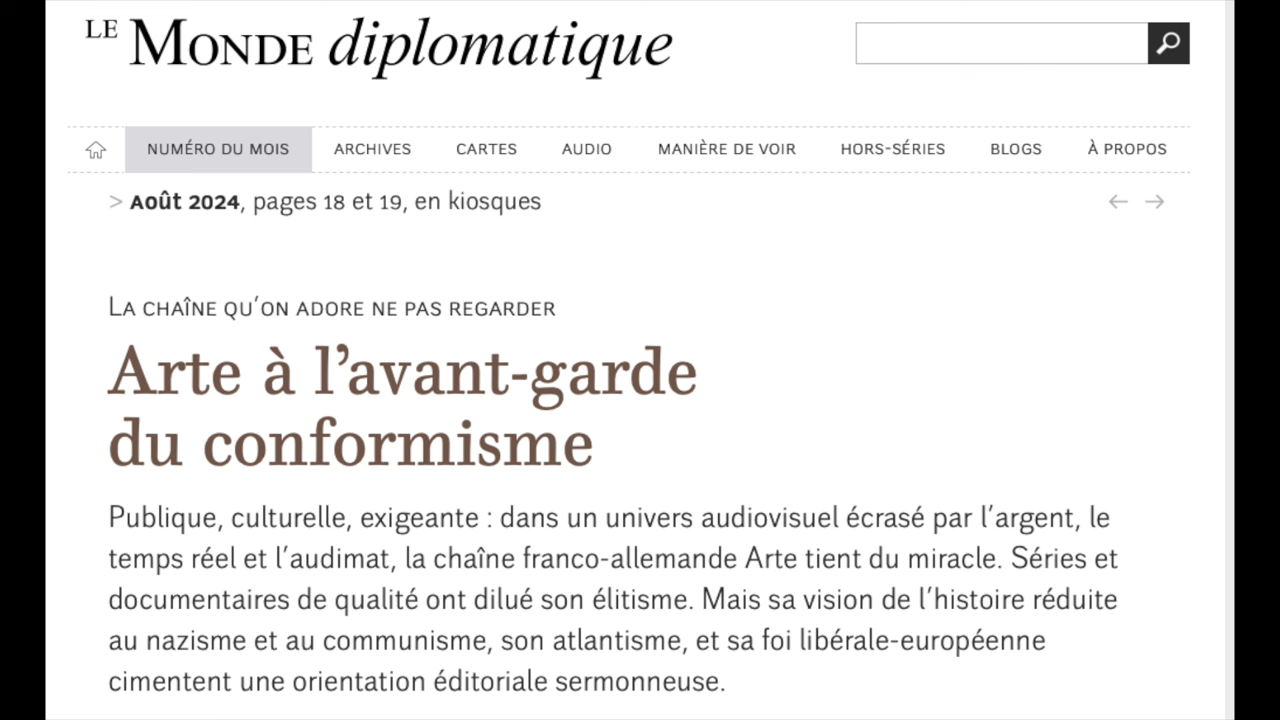 LE MONDE diplomatique
NUMÉRO DU MOIS ARCHIVES CARTES AUDIO MANIÈRE DE VOIR HORS-SÉRIES BLOGS À PROPOS
> Août 2024, pages 18 et 19, en kiosques
LA CHAÎNE QU’ON ADORE NE PAS REGARDER
Arte à l’avant-garde
du conformisme
Publique, culturelle, exigeante : dans un univers audiovisuel écrasé par l’argent, le
temps réel et l’audimat, la chaîne franco-allemande Arte tient du miracle. Séries et
documentaires de qualité ont dilué son élitisme. Mais sa vision de l’histoire réduite
au nazisme et au communisme, son atlantisme, et sa foi libérale-européenne
cimentent une orientation éditoriale sermonneuse.